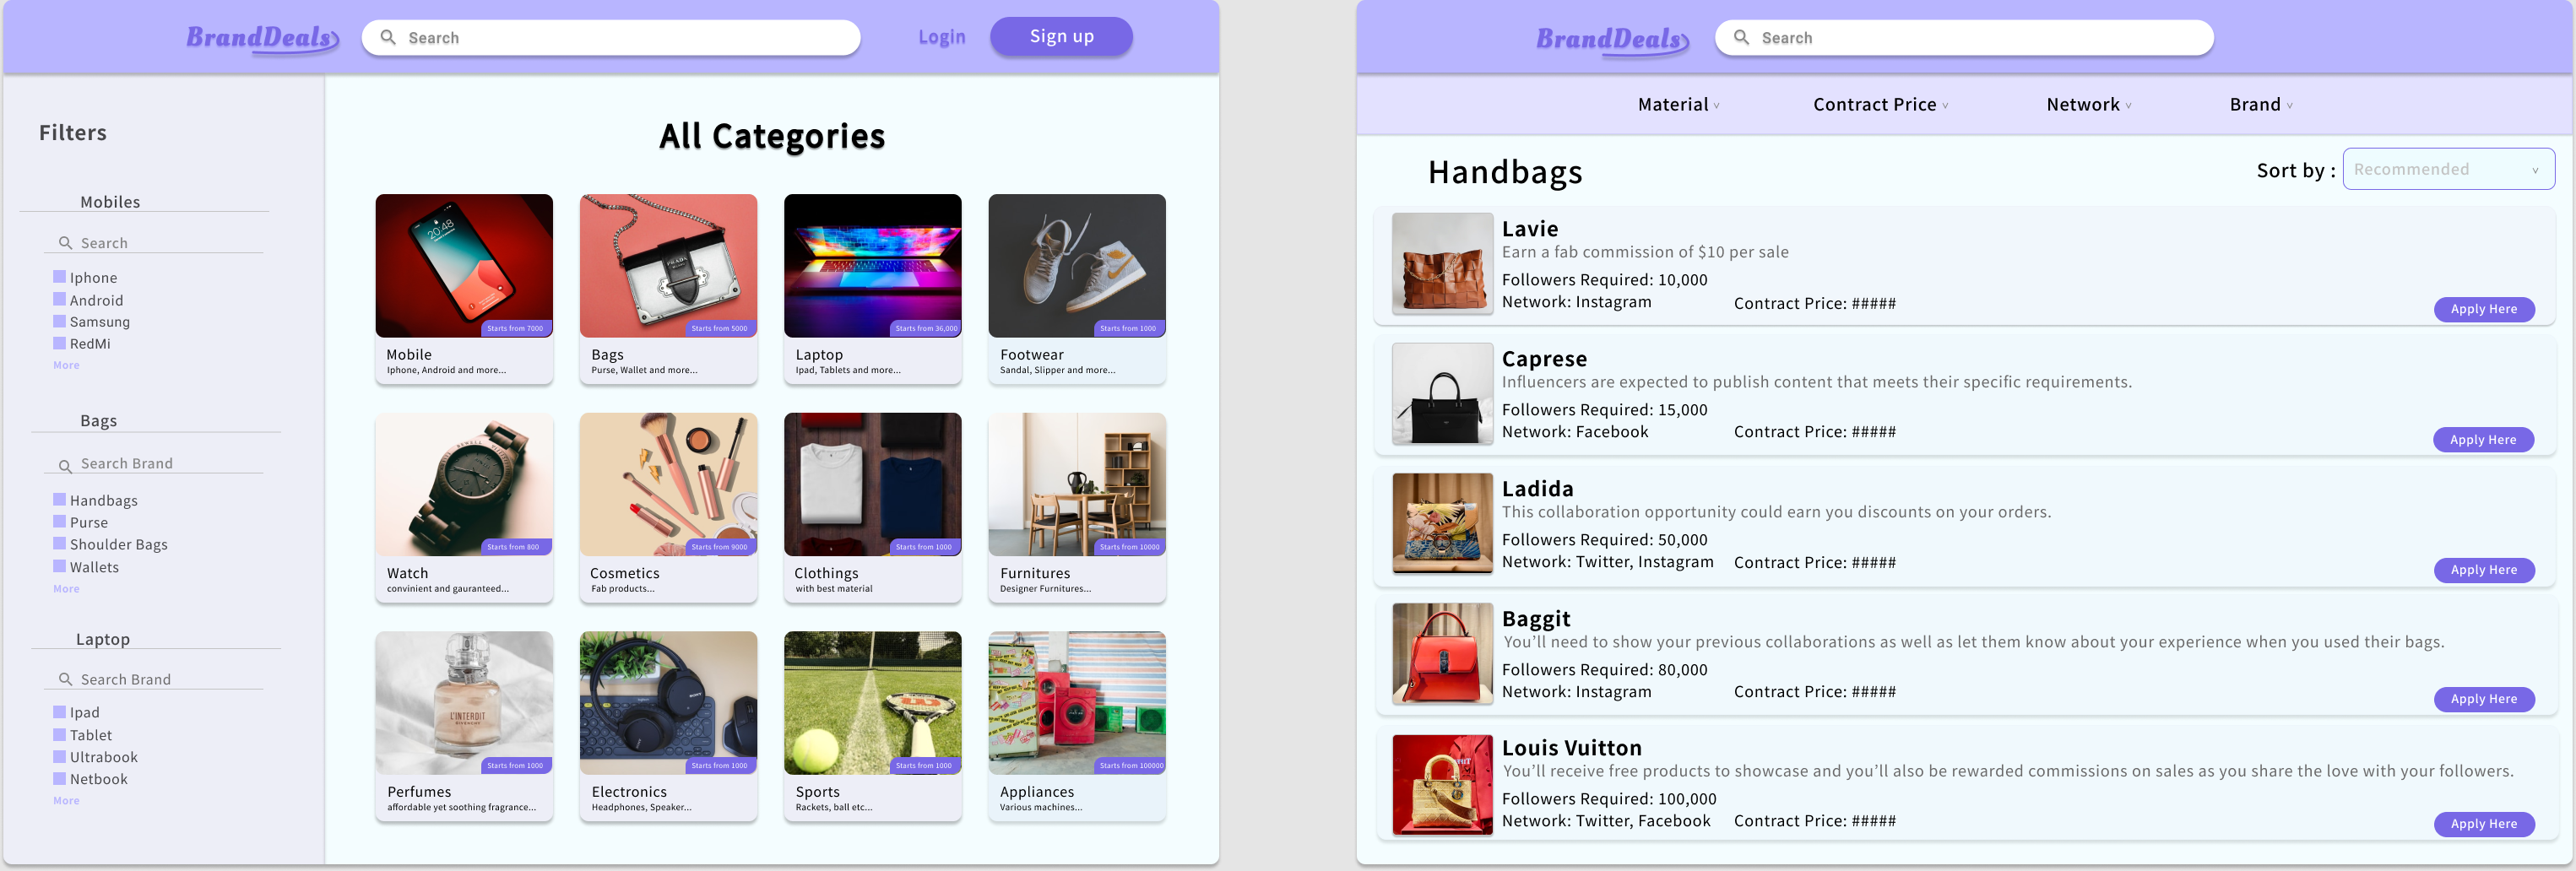 BrandDeals
Search
Login
Sign up
Filters
Mobiles
Search
Iphone
Android
Samsung
RedMi
More
Bags
Search Brand
Handbags
Purse
Shoulder Bags
Wallets
More
Laptop
Search Brand
Ipad
Tablet
Ultrabook
Netbook
More
All Categories
20:48
Starts from 7000
Mobile
Iphone, Android and more...
PRADA
Starts from 5000
Bags
Purse, Wallet and more...
Starts from 36,000
Laptop
Ipad, Tablets and more...
Starts from 1000
Footwear
Sandal, Slipper and more...
Starts from 800
Watch
convinient and gauranteed...
Starts from 9000
Cosmetics
Fab products...
Starts from 1000
Clothings
with best material
Starts from 10000
Furnitures
Designer Furnitures...
L'INTERDIT
GIVENCHY
Starts from 1000
Perfumes
affordable yet soothing fragrance...
SONY
Starts from 1000
Electronics
Headphones, Speaker...
Starts from 1000
Sports
Rackets, ball etc...
Starts from 100000
Appliances
Various machines...
BrandDeals
Search
Material
Contract Price
Network
Brand
Handbags
Sort by :
Recommended
Lavie
Earn a fab commission of $10 per sale
Followers Required: 10,000
Network: Instagram
Contract Price: #####
Apply Here
Caprese
Influencers are expected to publish content that meets their specific requirements.
Followers Required: 15,000
Network: Facebook
Contract Price: #####
Apply Here
Ladida
This collaboration opportunity could earn you discounts on your orders.
Followers Required: 50,000
Network: Twitter, Instagram
Contract Price: #####
Apply Here
Baggit
You’ll need to show your previous collaborations as well as let them know about your experience when you used their bags.
Followers Required: 80,000
Network: Instagram
Contract Price: #####
Apply Here
Louis Vuitton
You’ll receive free products to showcase and you’ll also be rewarded commissions on sales as you share the love with your followers.
Followers Required: 100,000
Network: Twitter, Facebook
Contract Price: #####
Apply Here